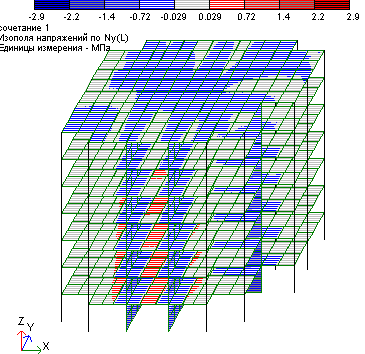 -2.9 -2.2 -1.4 -0.72 -0.029 0.029 0.72 1.4 2.2 2.9
сочетание 1
Изополя напряжений по Ny(L)
Единицы измерения - МПа
Z
Y
X